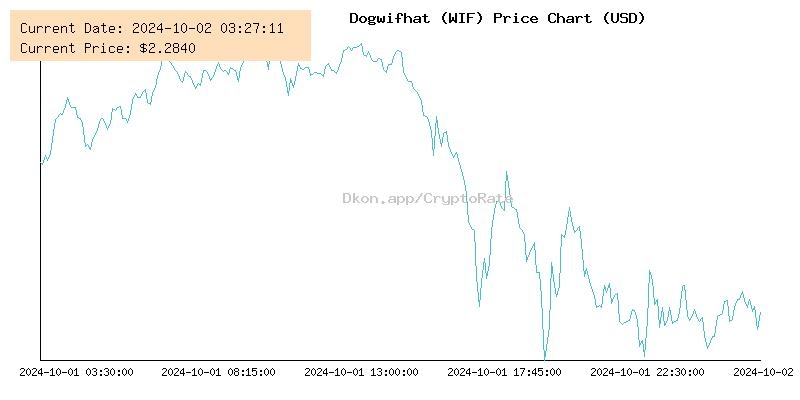 Dogwifhat (WIF) Price Chart (USD)
Current Date: 2024-10-02 03:27:11
Current Price: $2.2840
Dkon.app/CryptoRate
2024-10-01 03:30:00 2024-10-01 08:15:00 2024-10-01 13:00:00 2024-10-01 17:45:00 2024-10-01 22:30:00 2024-10-02